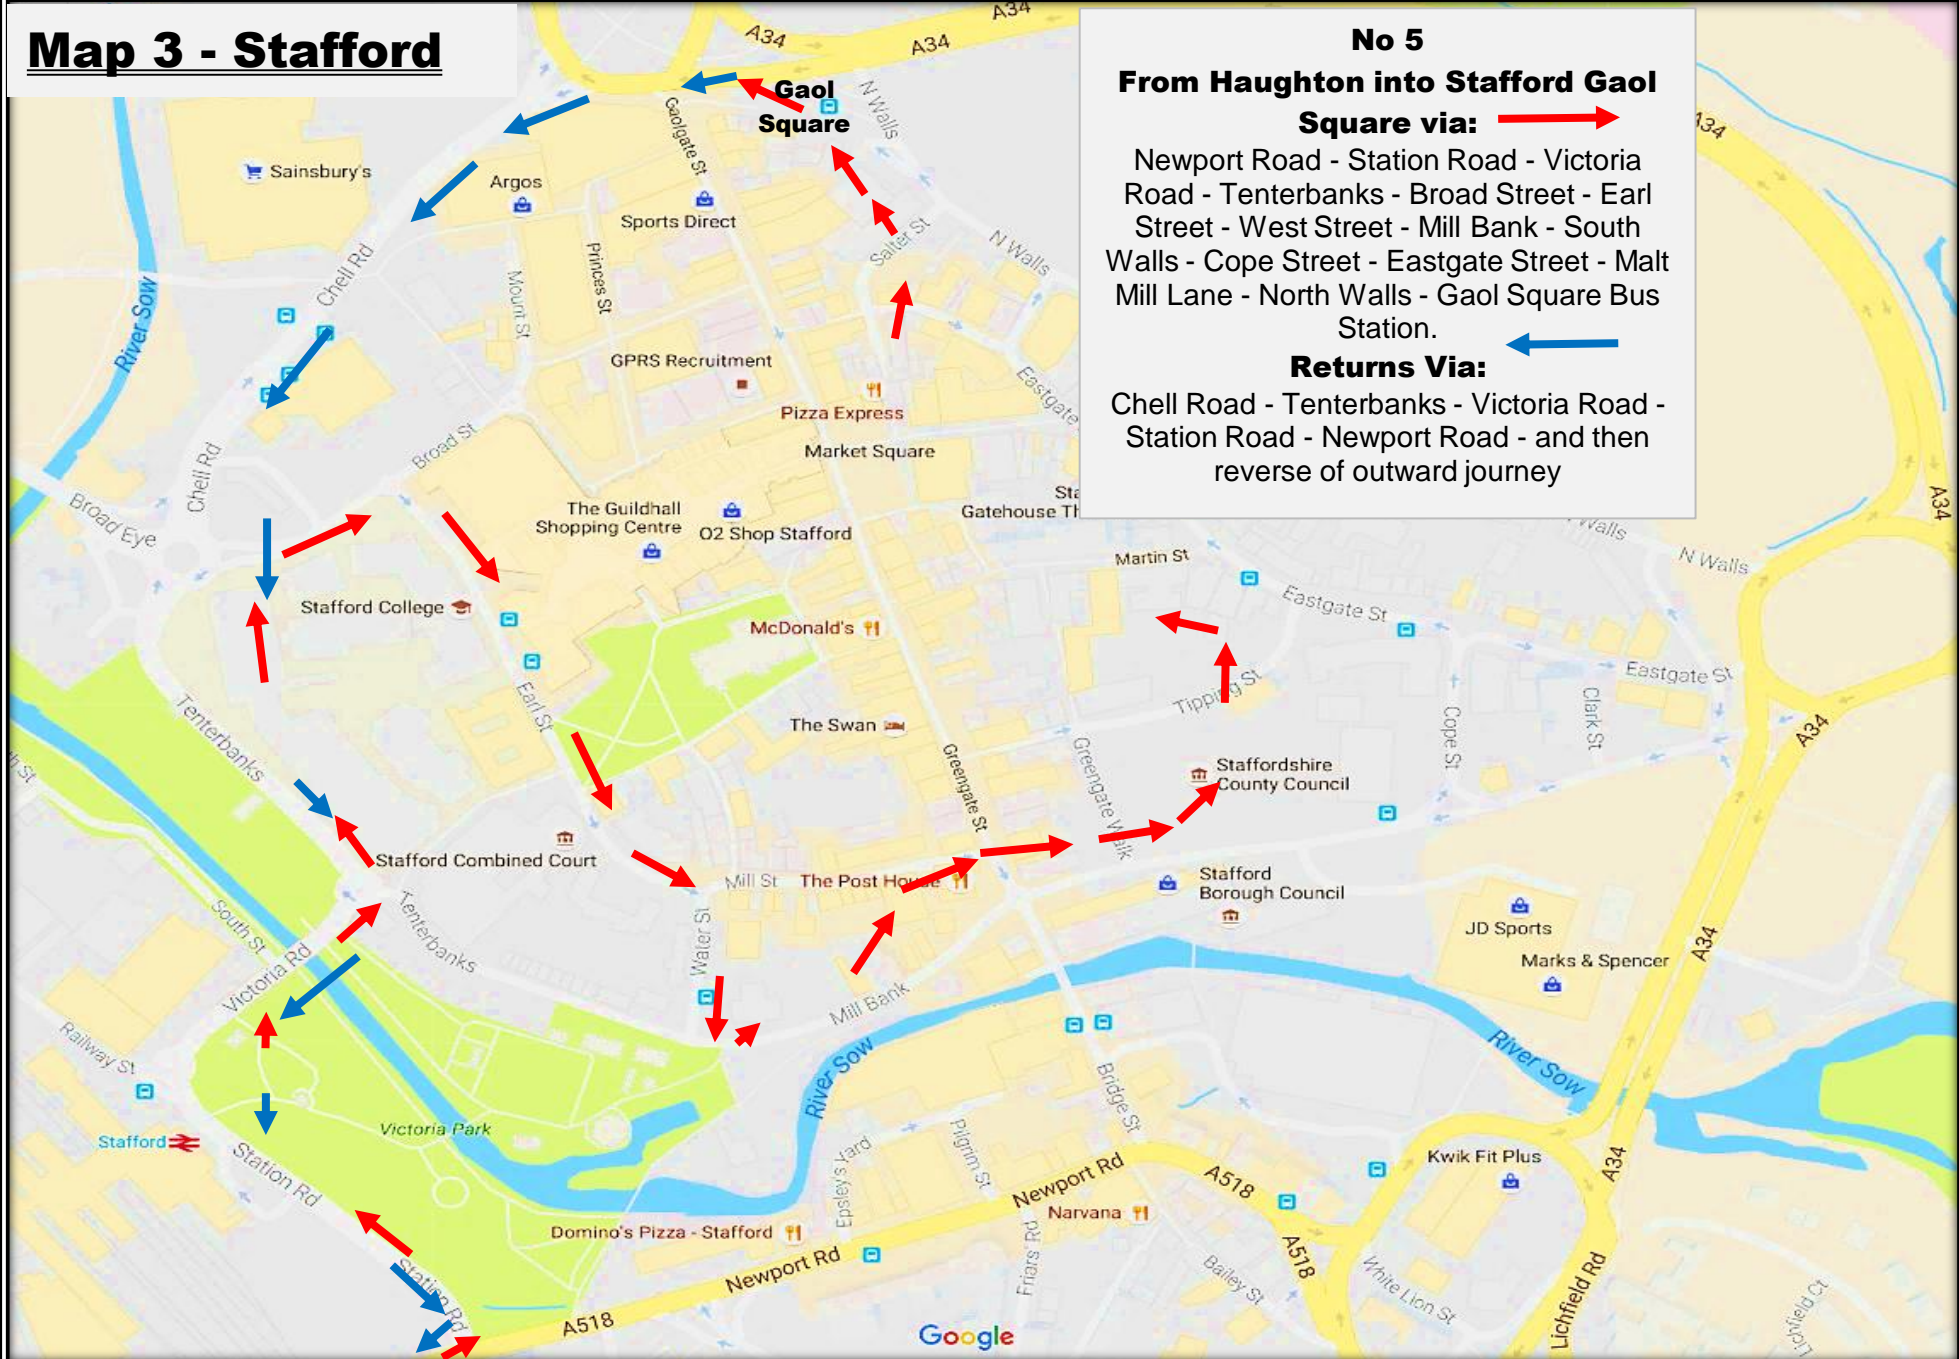 Map 3 - Stafford
No 5
From Haughton into Stafford Gaol
Square via:
Newport Road - Station Road - Victoria
Road - Tenterbanks - Broad Street - Earl
Street - West Street - Mill Bank - South
Walls - Cope Street - Eastgate Street - Malt
Mill Lane - North Walls - Gaol Square Bus
Station.
Returns Via:
Chell Road - Tenterbanks - Victoria Road -
Station Road - Newport Road - and then
reverse of outward journey
A34
A34
A34
A34
Gaol
Square
N Walls
Gaolgate St
Sainsbury's
Argos
Sports Direct
Salter St
N Walls
Chell Rd
Mount St
Princes St
River Sow
GPRS Recruitment
Pizza Express
Eastgate
Market Square
Broad St
Chell Rd
Broad Eye
The Guildhall
Shopping Centre
O2 Shop Stafford
Sta
Gatehouse Th
A34
Walls
N Walls
Martin St
Eastgate St
Stafford College
McDonald's
Eastgate St
Tipping St
Earl St
Tenterbanks
The Swan
Cope St
Clark St
A34
th St
Greengate St
Greengate Walk
Staffordshire
County Council
Stafford Combined Court
Mill St
The Post House
Stafford
Borough Council
JD Sports
Marks & Spencer
A34
South St
Tenterbanks
Water St
Victoria Rd
Mill Bank
Railway St
River Sow
River Sow
Bridge St
Victoria Park
Stafford
Station Rd
Epsley's Yard
Pilgrim St
Newport Rd
A518
Kwik Fit Plus
A34
Narvana
Domino's Pizza - Stafford
Newport Rd
Friars' Rd
Bailey St
A518
White Lion St
Lichfield Rd
Lichfield Ct
Station Rd
A518
Google